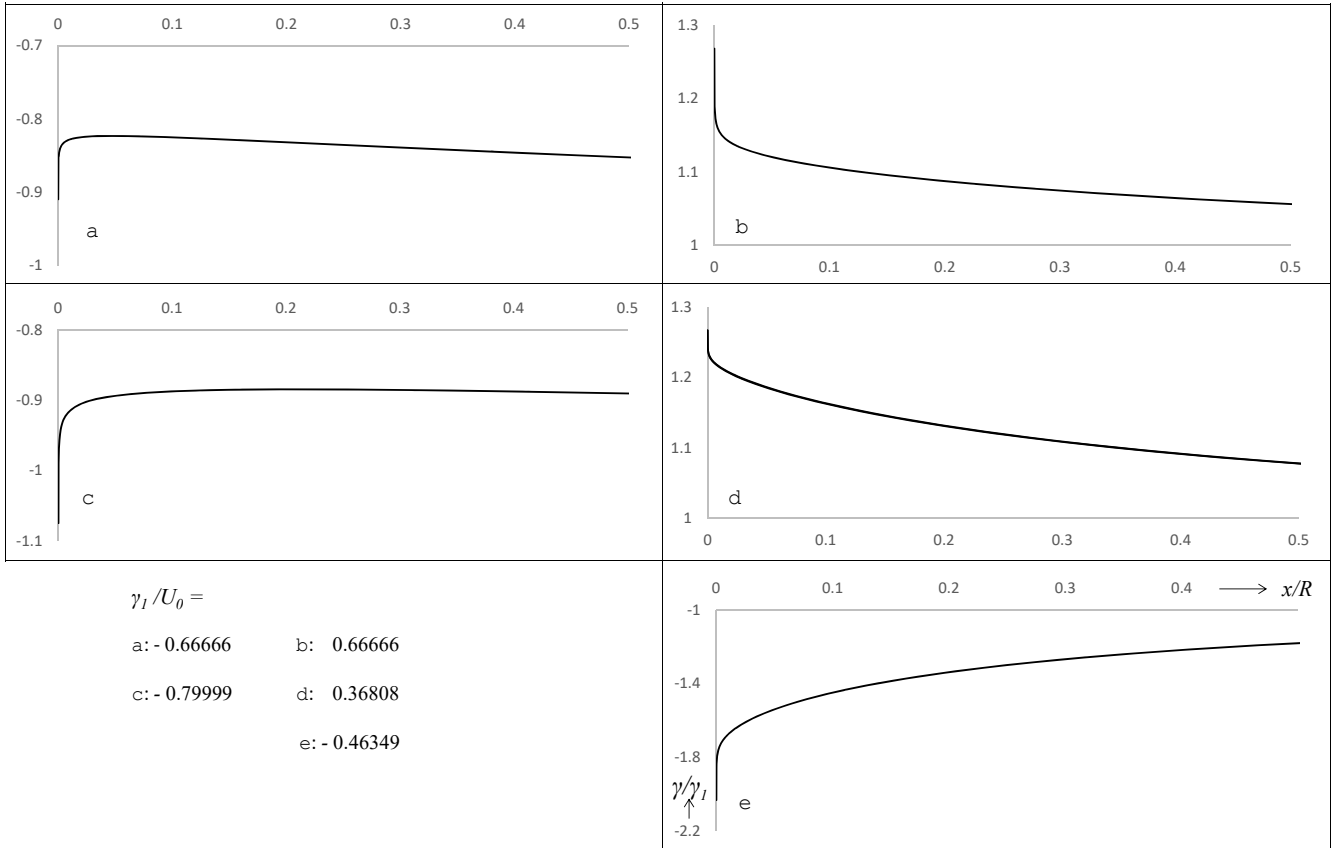 0 0.1 0.2 0.3 0.4 0.5
-0.7
-0.8
-0.9
-1
a
1.3
1.2
1.1
1
b
0 0.1 0.2 0.3 0.4 0.5
0 0.1 0.2 0.3 0.4 0.5
-0.8
-0.9
-1
-1.1
c
1.3
1.2
1.1
1
d
0 0.1 0.2 0.3 0.4 0.5
γ₁ /U₀ =
a: - 0.66666 b: 0.66666
c: - 0.79999 d: 0.36808
e: - 0.46349
0 0.1 0.2 0.3 0.4 → x/R
-1
-1.4
-1.8
γ/γ₁
↑
e
-2.2